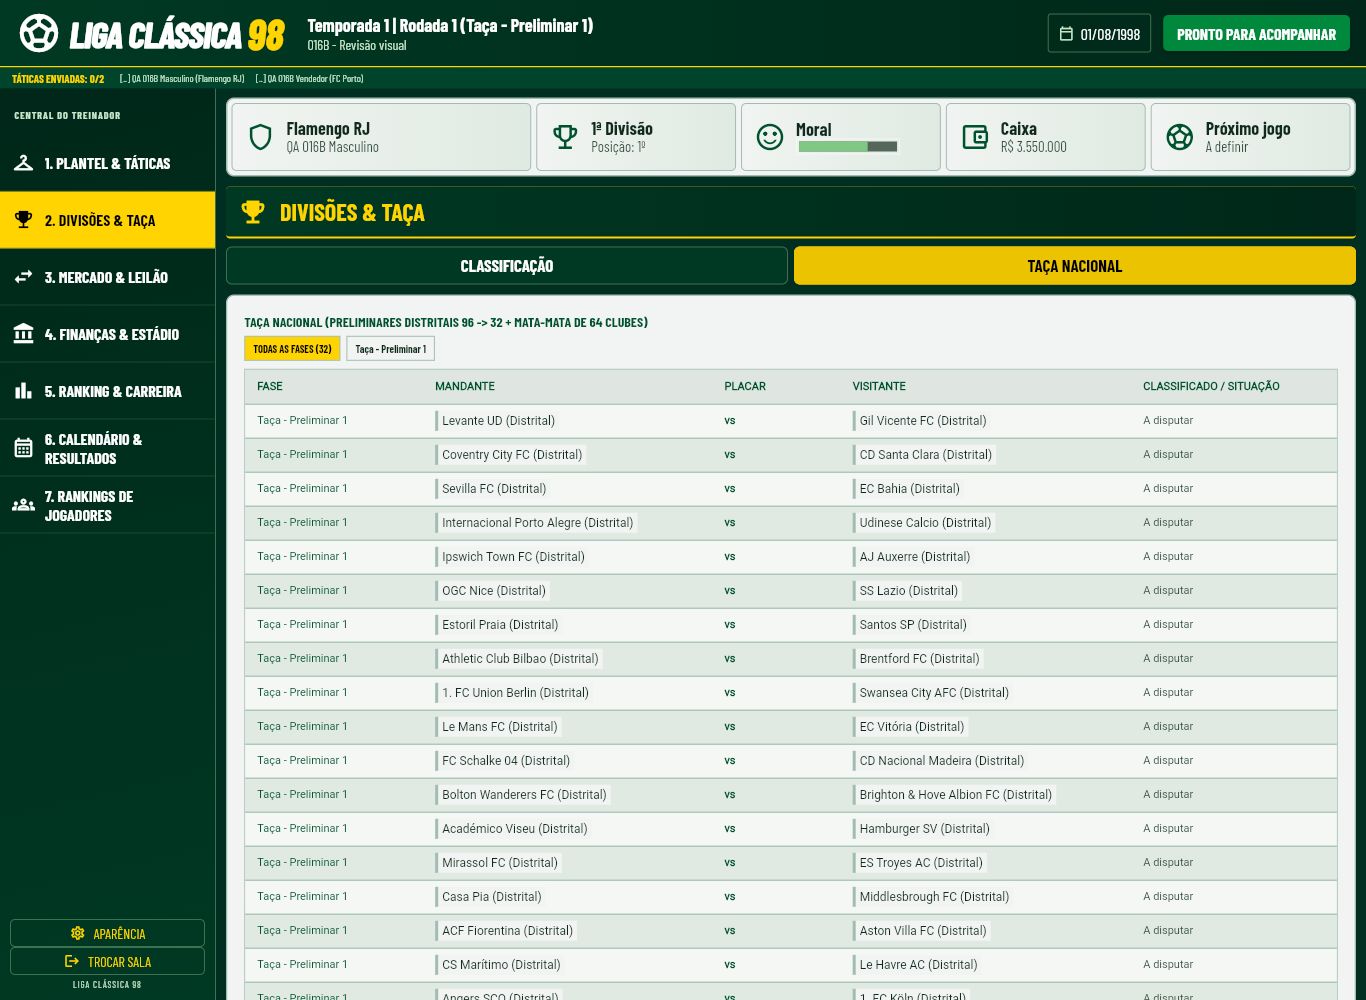 LIGA CLÁSSICA 98
Temporada 1 | Rodada 1 (Taça - Preliminar 1)
016B - Revisão visual
01/08/1998
PRONTO PARA ACOMPANHAR
TÁTICAS ENVIADAS: 0/2 [...] QA 016B Masculino (Flamengo RJ) [...] QA 016B Vendedor (FC Porto)
CENTRAL DO TREINADOR
1. PLANTEL & TÁTICAS
2. DIVISÕES & TAÇA
3. MERCADO & LEILÃO
4. FINANÇAS & ESTÁDIO
5. RANKING & CARREIRA
6. CALENDÁRIO &
RESULTADOS
7. RANKINGS DE
JOGADORES
APARÊNCIA
TROCAR SALA
LIGA CLÁSSICA 98
Flamengo RJ
QA 016B Masculino
1ª Divisão
Posição: 1º
Moral
Caixa
R$ 3.550.000
Próximo jogo
A definir
DIVISÕES & TAÇA
CLASSIFICAÇÃO
TAÇA NACIONAL
TAÇA NACIONAL (PRELIMINARES DISTRITAIS 96 -> 32 + MATA-MATA DE 64 CLUBES)
TODAS AS FASES (32) Taça - Preliminar 1
FASE MANDANTE PLACAR VISITANTE CLASSIFICADO / SITUAÇÃO
Taça - Preliminar 1 Levante UD (Distrital) vs Gil Vicente FC (Distrital) A disputar
Taça - Preliminar 1 Coventry City FC (Distrital) vs CD Santa Clara (Distrital) A disputar
Taça - Preliminar 1 Sevilla FC (Distrital) vs EC Bahia (Distrital) A disputar
Taça - Preliminar 1 Internacional Porto Alegre (Distrital) vs Udinese Calcio (Distrital) A disputar
Taça - Preliminar 1 Ipswich Town FC (Distrital) vs AJ Auxerre (Distrital) A disputar
Taça - Preliminar 1 OGC Nice (Distrital) vs SS Lazio (Distrital) A disputar
Taça - Preliminar 1 Estoril Praia (Distrital) vs Santos SP (Distrital) A disputar
Taça - Preliminar 1 Athletic Club Bilbao (Distrital) vs Brentford FC (Distrital) A disputar
Taça - Preliminar 1 1. FC Union Berlin (Distrital) vs Swansea City AFC (Distrital) A disputar
Taça - Preliminar 1 Le Mans FC (Distrital) vs EC Vitória (Distrital) A disputar
Taça - Preliminar 1 FC Schalke 04 (Distrital) vs CD Nacional Madeira (Distrital) A disputar
Taça - Preliminar 1 Bolton Wanderers FC (Distrital) vs Brighton & Hove Albion FC (Distrital) A disputar
Taça - Preliminar 1 Académico Viseu (Distrital) vs Hamburger SV (Distrital) A disputar
Taça - Preliminar 1 Mirassol FC (Distrital) vs ES Troyes AC (Distrital) A disputar
Taça - Preliminar 1 Casa Pia (Distrital) vs Middlesbrough FC (Distrital) A disputar
Taça - Preliminar 1 ACF Fiorentina (Distrital) vs Aston Villa FC (Distrital) A disputar
Taça - Preliminar 1 CS Marítimo (Distrital) vs Le Havre AC (Distrital) A disputar
Taça - Preliminar 1 Angers SCO (Distrital) vs 1. FC Köln (Distrital) A disputar